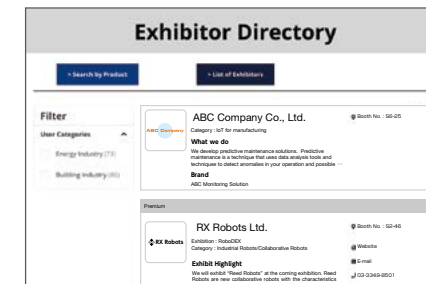 Exhibitor Directory
> Search by Product
> List of Exhibitors
Filter
User Categories
Energy Industry (73)
Building Industry (80)
ABC Company
ABC Company Co., Ltd.
Category : IoT for manufacturing
What we do
We develop predictive maintenance solutions. Predictive
maintenance is a technique that uses data analysis tools and
techniques to detect anomalies in your operation and possible ···
Brand
ABC Monitoring Solution
Booth No. : S6-25
Premium
RX Robots
RX Robots Ltd.
Exhibition : RoboDEX
Category : Industrial Robots/Collaborative Robots
Exhibit Highlight
We will exhibit "Reed Robots" at the coming exhibition. Reed
Robots are new collaborative robots with the characteristics
Booth No. : S2-46
Website
E-mail
03-3349-8501